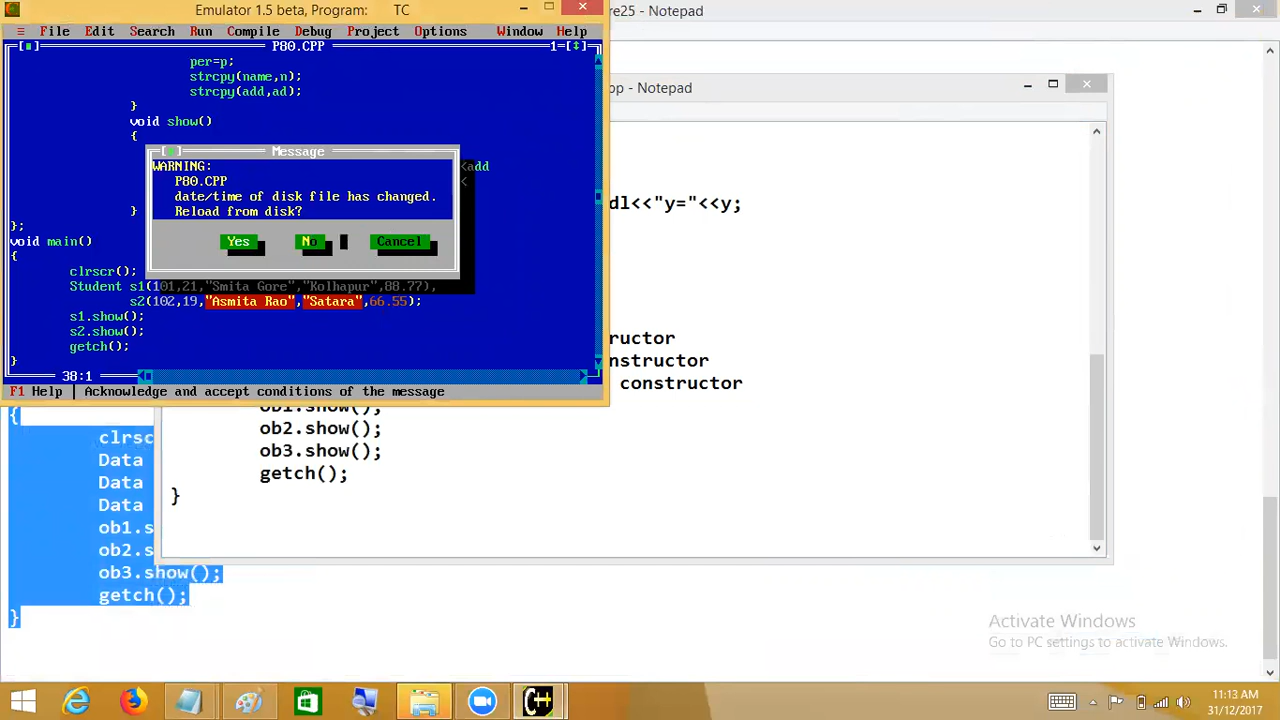 Emulator 1.5 beta, Program: TC
re25 - Notepad
≡ File Edit Search Run Compile Debug Project Options Window Help
P80.CPP
1=[↕]
per=p;
strcpy(name,n);
strcpy(add,ad);
}
void show()
{
Message
WARNING:
P80.CPP
date/time of disk file has changed.
Reload from disk?
Yes No Cancel
<add
<
}
};
void main()
{
clrscr();
Student s1(101,21,"Smita Gore","Kolhapur",88.77),
s2(102,19,"Asmita Rao","Satara",66.55);
s1.show();
s2.show();
getch();
}
38:1
F1 Help | Acknowledge and accept conditions of the message
pp - Notepad
dl<<"y="<<y;
ructor
nstructor
constructor
ob1.show();
ob2.show();
ob3.show();
getch();
}
{
clrsc
Data
Data
Data
ob1.s
ob2.s
ob3.show();
getch();
}
Activate Windows
Go to PC settings to activate Windows.
11:13 AM
31/12/2017